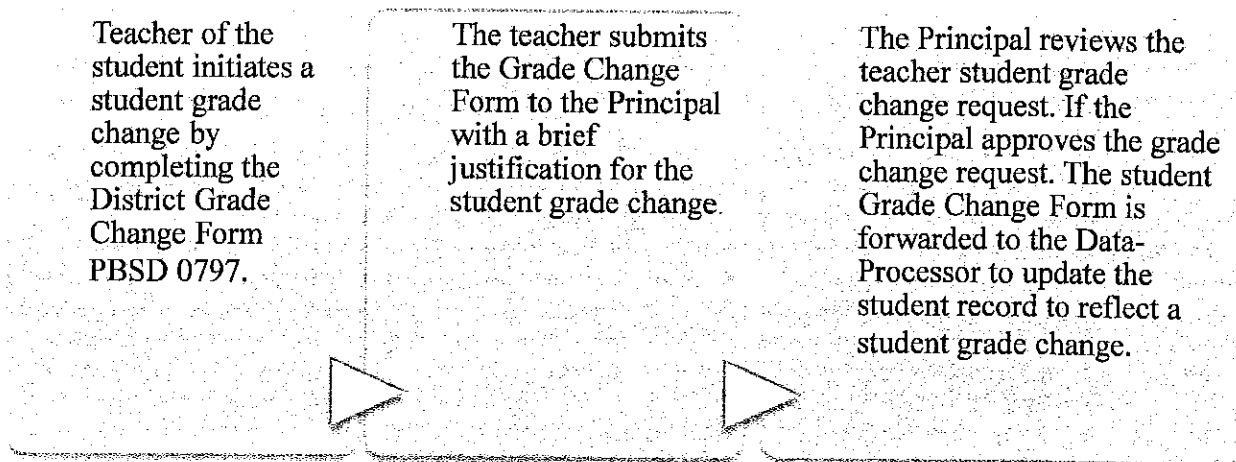 Teacher of the
student initiates a
student grade
change by
completing the
District Grade
Change Form
PBSD 0797.
The teacher submits
the Grade Change
Form to the Principal
with a brief
justification for the
student grade change.
The Principal reviews the
teacher student grade
change request. If the
Principal approves the grade
change request. The student
Grade Change Form is
forwarded to the Data-
Processor to update the
student record to reflect a
student grade change.